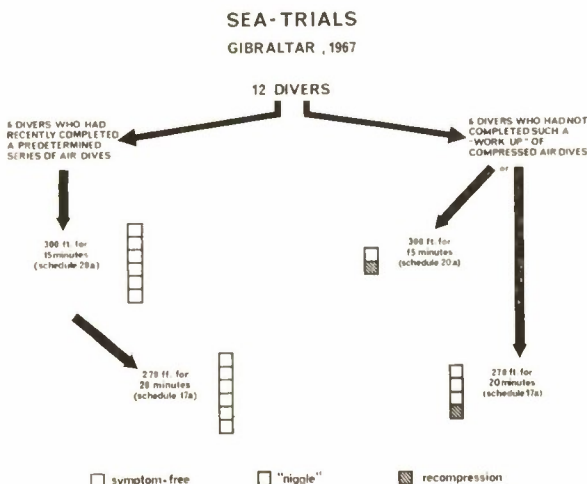 SEA-TRIALS
GIBRALTAR, 1967
12 DIVERS
6 DIVERS WHO HAD
RECENTLY COMPLETED
A PREDETERMINED
SERIES OF AIR DIVES
6 DIVERS WHO HAD NOT
COMPLETED SUCH A
"WORK UP" OF
COMPRESSED AIR DIVES
or
300 ft. for
15 minutes
(schedule 20a)
300 ft. for
15 minutes
(schedule 20a)
270 ft. for
20 minutes
(schedule 17a)
270 ft. for
20 minutes
(schedule 17a)
symptom-free
"niggle"
recompression